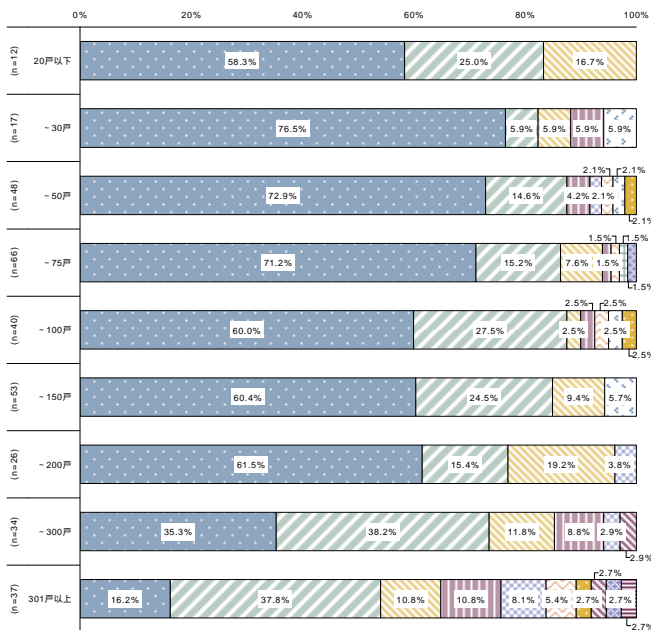 0% 20% 40% 60% 80% 100%
(n=12) 20戸以下 58.3% 25.0% 16.7%
(n=17) ~30戸 76.5% 5.9% 5.9% 5.9% 5.9%
2.1% 2.1%
(n=48) ~50戸 72.9% 14.6% 4.2% 2.1%
2.1%
1.5% 1.5%
(n=66) ~75戸 71.2% 15.2% 7.6% 1.5%
1.5%
2.5% 2.5%
(n=40) ~100戸 60.0% 27.5% 2.5% 2.5%
2.5%
(n=53) ~150戸 60.4% 24.5% 9.4% 5.7%
(n=26) ~200戸 61.5% 15.4% 19.2% 3.8%
(n=34) ~300戸 35.3% 38.2% 11.8% 8.8% 2.9%
2.9%
2.7%
(n=37) 301戸以上 16.2% 37.8% 10.8% 10.8% 8.1% 5.4% 2.7% 2.7%
2.7%